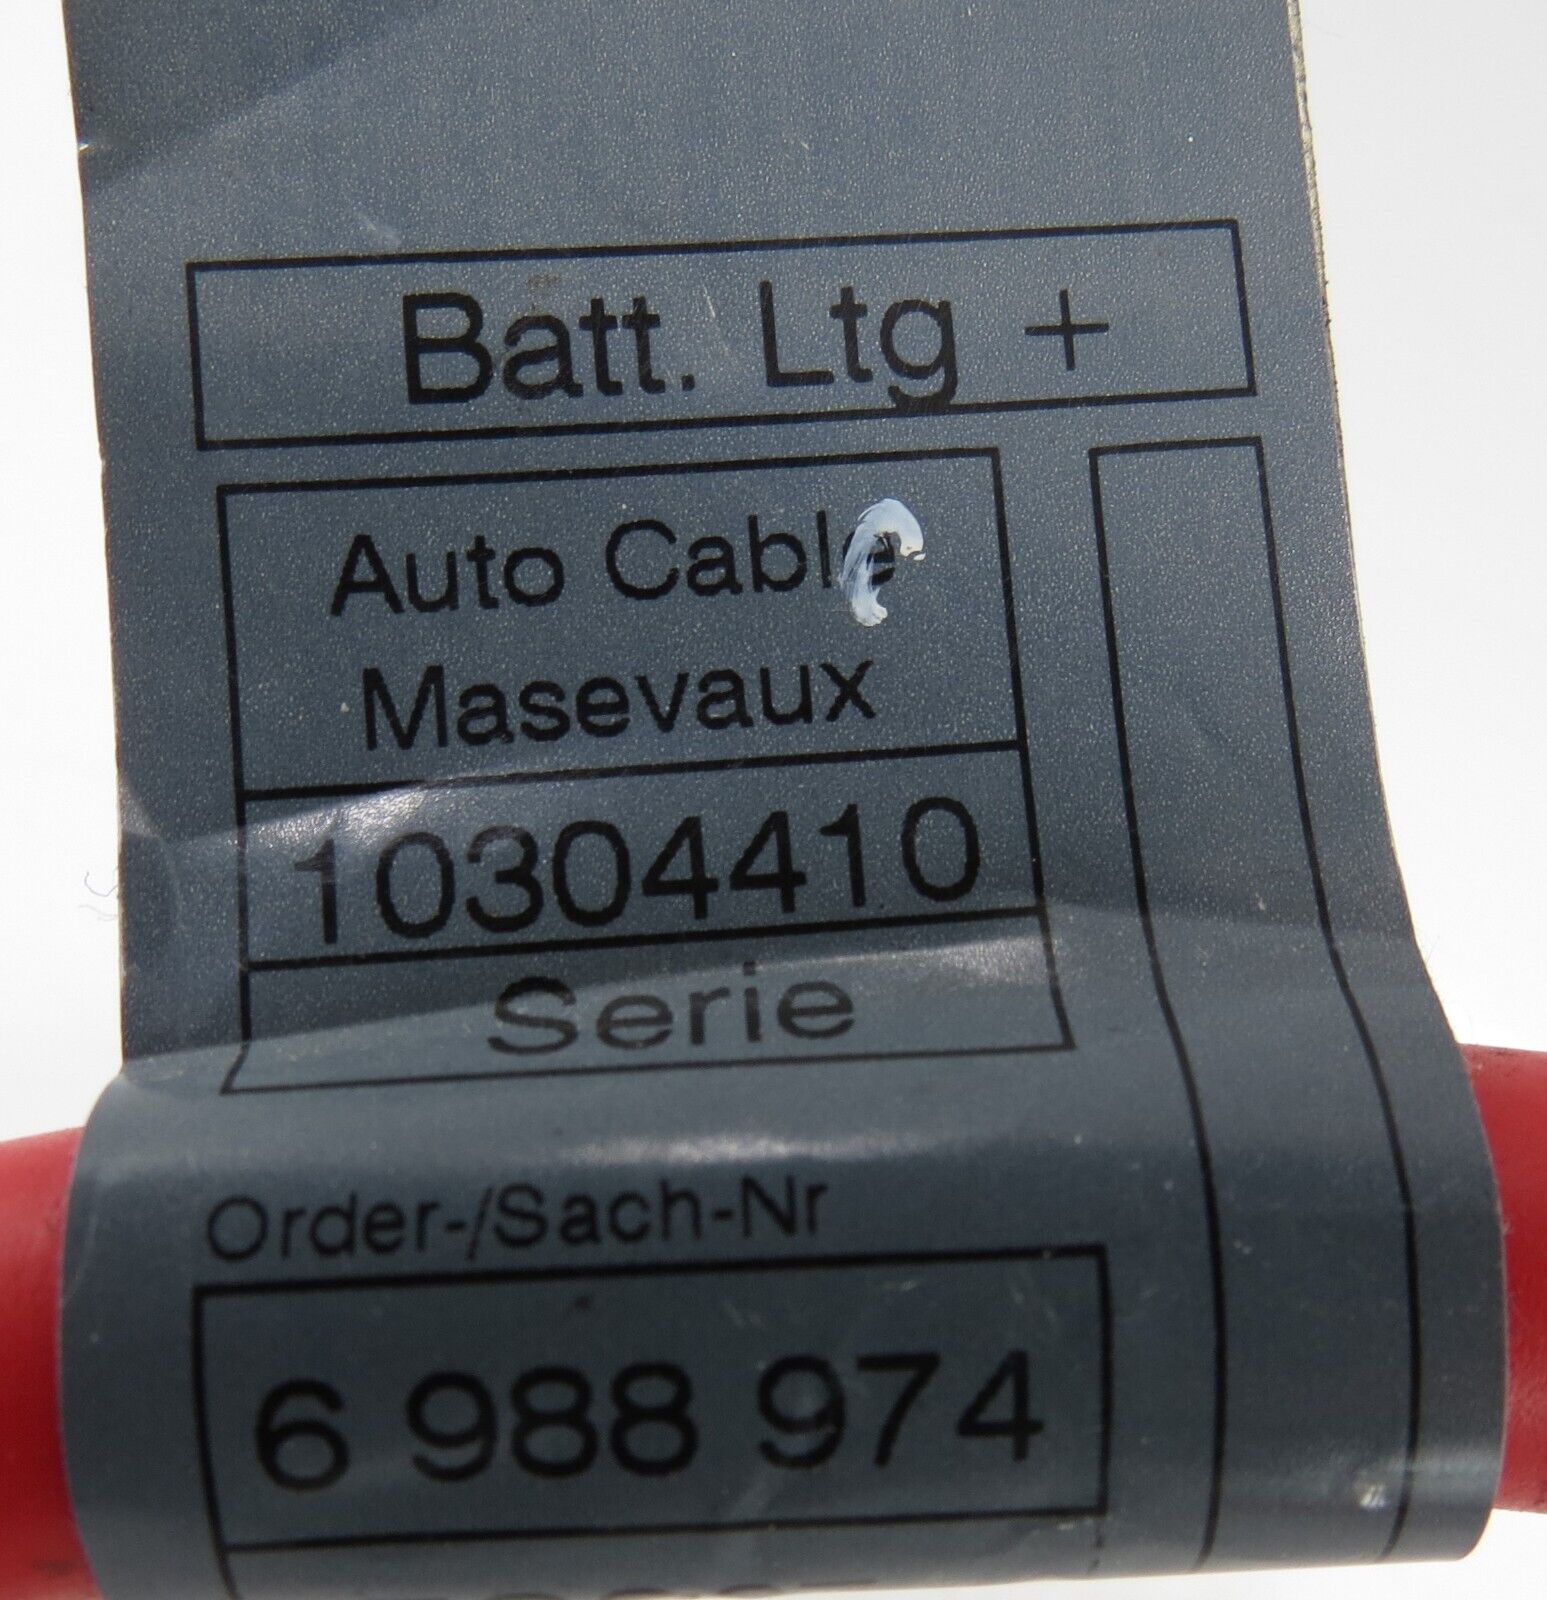 Batt. Ltg +
Auto Cable
Masevaux
10304410
Serie
Order-/Sach-Nr
6 988 974